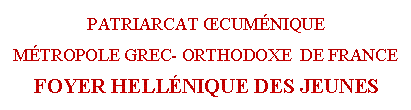 PATRIARCAT ŒCUMÉNIQUE
MÉTROPOLE GREC- ORTHODOXE DE FRANCE
FOYER HELLÉNIQUE DES JEUNES